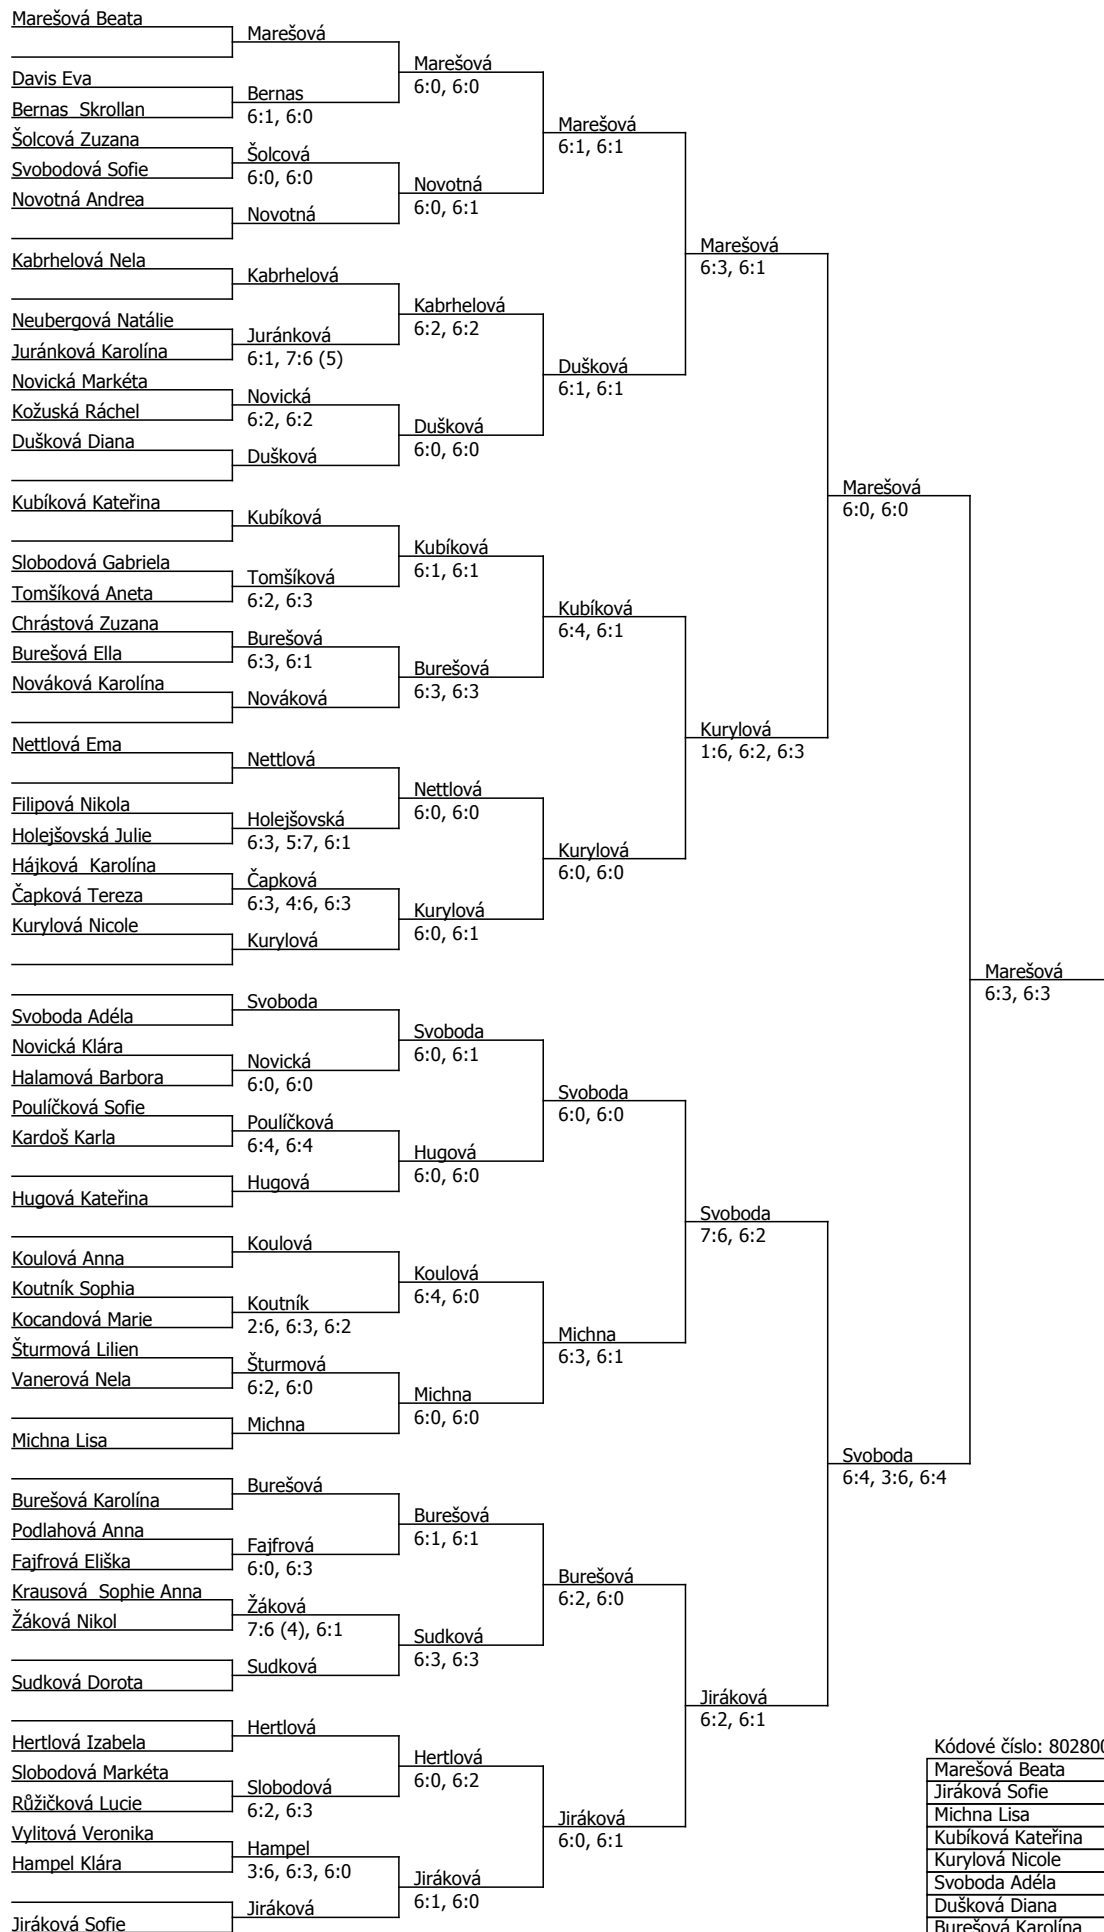 Marešová Beata
Davis Eva
Bernas  Skrollan
Šolcová Zuzana
Svobodová Sofie
Novotná Andrea
Kabrhelová Nela
Neubergová Natálie
Juránková Karolína
Novická Markéta
Kožuská Ráchel
Dušková Diana
Kubíková Kateřina
Slobodová Gabriela
Tomšíková Aneta
Chrástová Zuzana
Burešová Ella
Nováková Karolína
Nettlová Ema
Filipová Nikola
Holejšovská Julie
Hájková  Karolína
Čapková Tereza
Kurylová Nicole
Svoboda Adéla
Novická Klára
Halamová Barbora
Poulíčková Sofie
Kardoš Karla
Hugová Kateřina
Koulová Anna
Koutník Sophia
Kocandová Marie
Šturmová Lilien
Vanerová Nela
Michna Lisa
Burešová Karolína
Podlahová Anna
Fajfrová Eliška
Krausová  Sophie Anna
Žáková Nikol
Sudková Dorota
Hertlová Izabela
Slobodová Markéta
Růžičková Lucie
Vylitová Veronika
Hampel Klára
Jiráková Sofie
Marešová
Bernas
6:1, 6:0
Šolcová
6:0, 6:0
Novotná
Kabrhelová
Juránková
6:1, 7:6 (5)
Novická
6:2, 6:2
Dušková
Kubíková
Tomšíková
6:2, 6:3
Burešová
6:3, 6:1
Nováková
Nettlová
Holejšovská
6:3, 5:7, 6:1
Čapková
6:3, 4:6, 6:3
Kurylová
Svoboda
Novická
6:0, 6:0
Poulíčková
6:4, 6:4
Hugová
Koulová
Koutník
2:6, 6:3, 6:2
Šturmová
6:2, 6:0
Michna
Burešová
Fajfrová
6:0, 6:3
Žáková
7:6 (4), 6:1
Sudková
Hertlová
Slobodová
6:2, 6:3
Hampel
3:6, 6:3, 6:0
Jiráková
Marešová
6:0, 6:0
Novotná
6:0, 6:1
Kabrhelová
6:2, 6:2
Dušková
6:0, 6:0
Kubíková
6:1, 6:1
Burešová
6:3, 6:3
Nettlová
6:0, 6:0
Kurylová
6:0, 6:1
Svoboda
6:0, 6:1
Hugová
6:0, 6:0
Koulová
6:4, 6:0
Michna
6:0, 6:0
Burešová
6:1, 6:1
Sudková
6:3, 6:3
Hertlová
6:0, 6:2
Jiráková
6:1, 6:0
Marešová
6:1, 6:1
Dušková
6:1, 6:1
Kubíková
6:4, 6:1
Kurylová
6:0, 6:0
Svoboda
6:0, 6:0
Michna
6:3, 6:1
Burešová
6:2, 6:0
Jiráková
6:0, 6:1
Marešová
6:3, 6:1
Kurylová
1:6, 6:2, 6:3
Svoboda
7:6, 6:2
Jiráková
6:2, 6:1
Marešová
6:0, 6:0
Svoboda
6:4, 3:6, 6:4
Marešová
6:3, 6:3
Kódové číslo: 80280
Marešová Beata
Jiráková Sofie
Michna Lisa
Kubíková Kateřina
Kurylová Nicole
Svoboda Adéla
Dušková Diana
Burešová Karolína